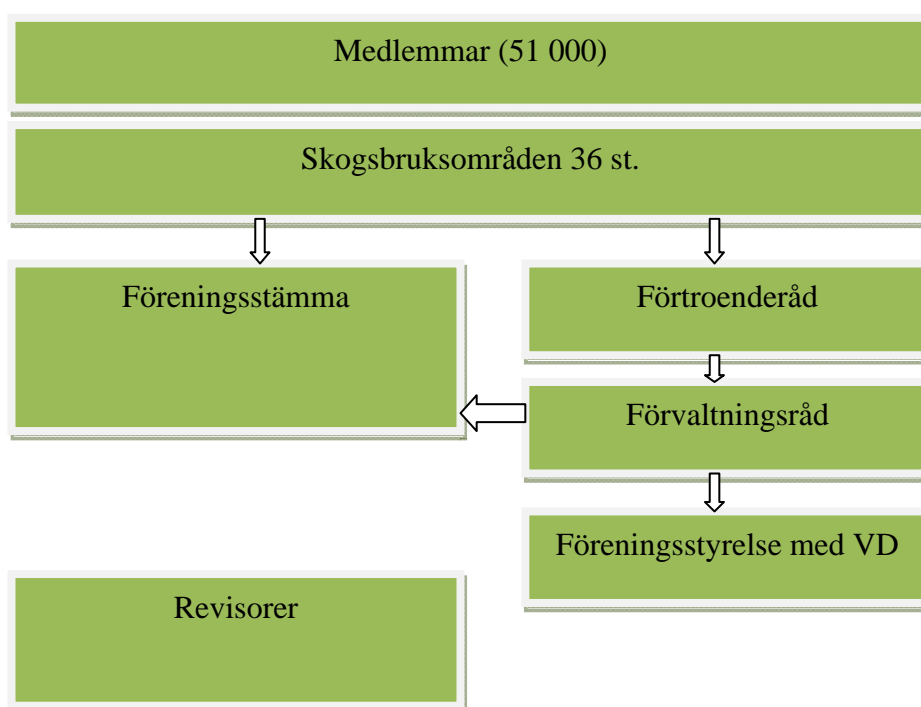 Medlemmar (51 000)
Skogsbruksområden 36 st.
Föreningsstämma
Förtroenderåd
Förvaltningsråd
Föreningsstyrelse med VD
Revisorer